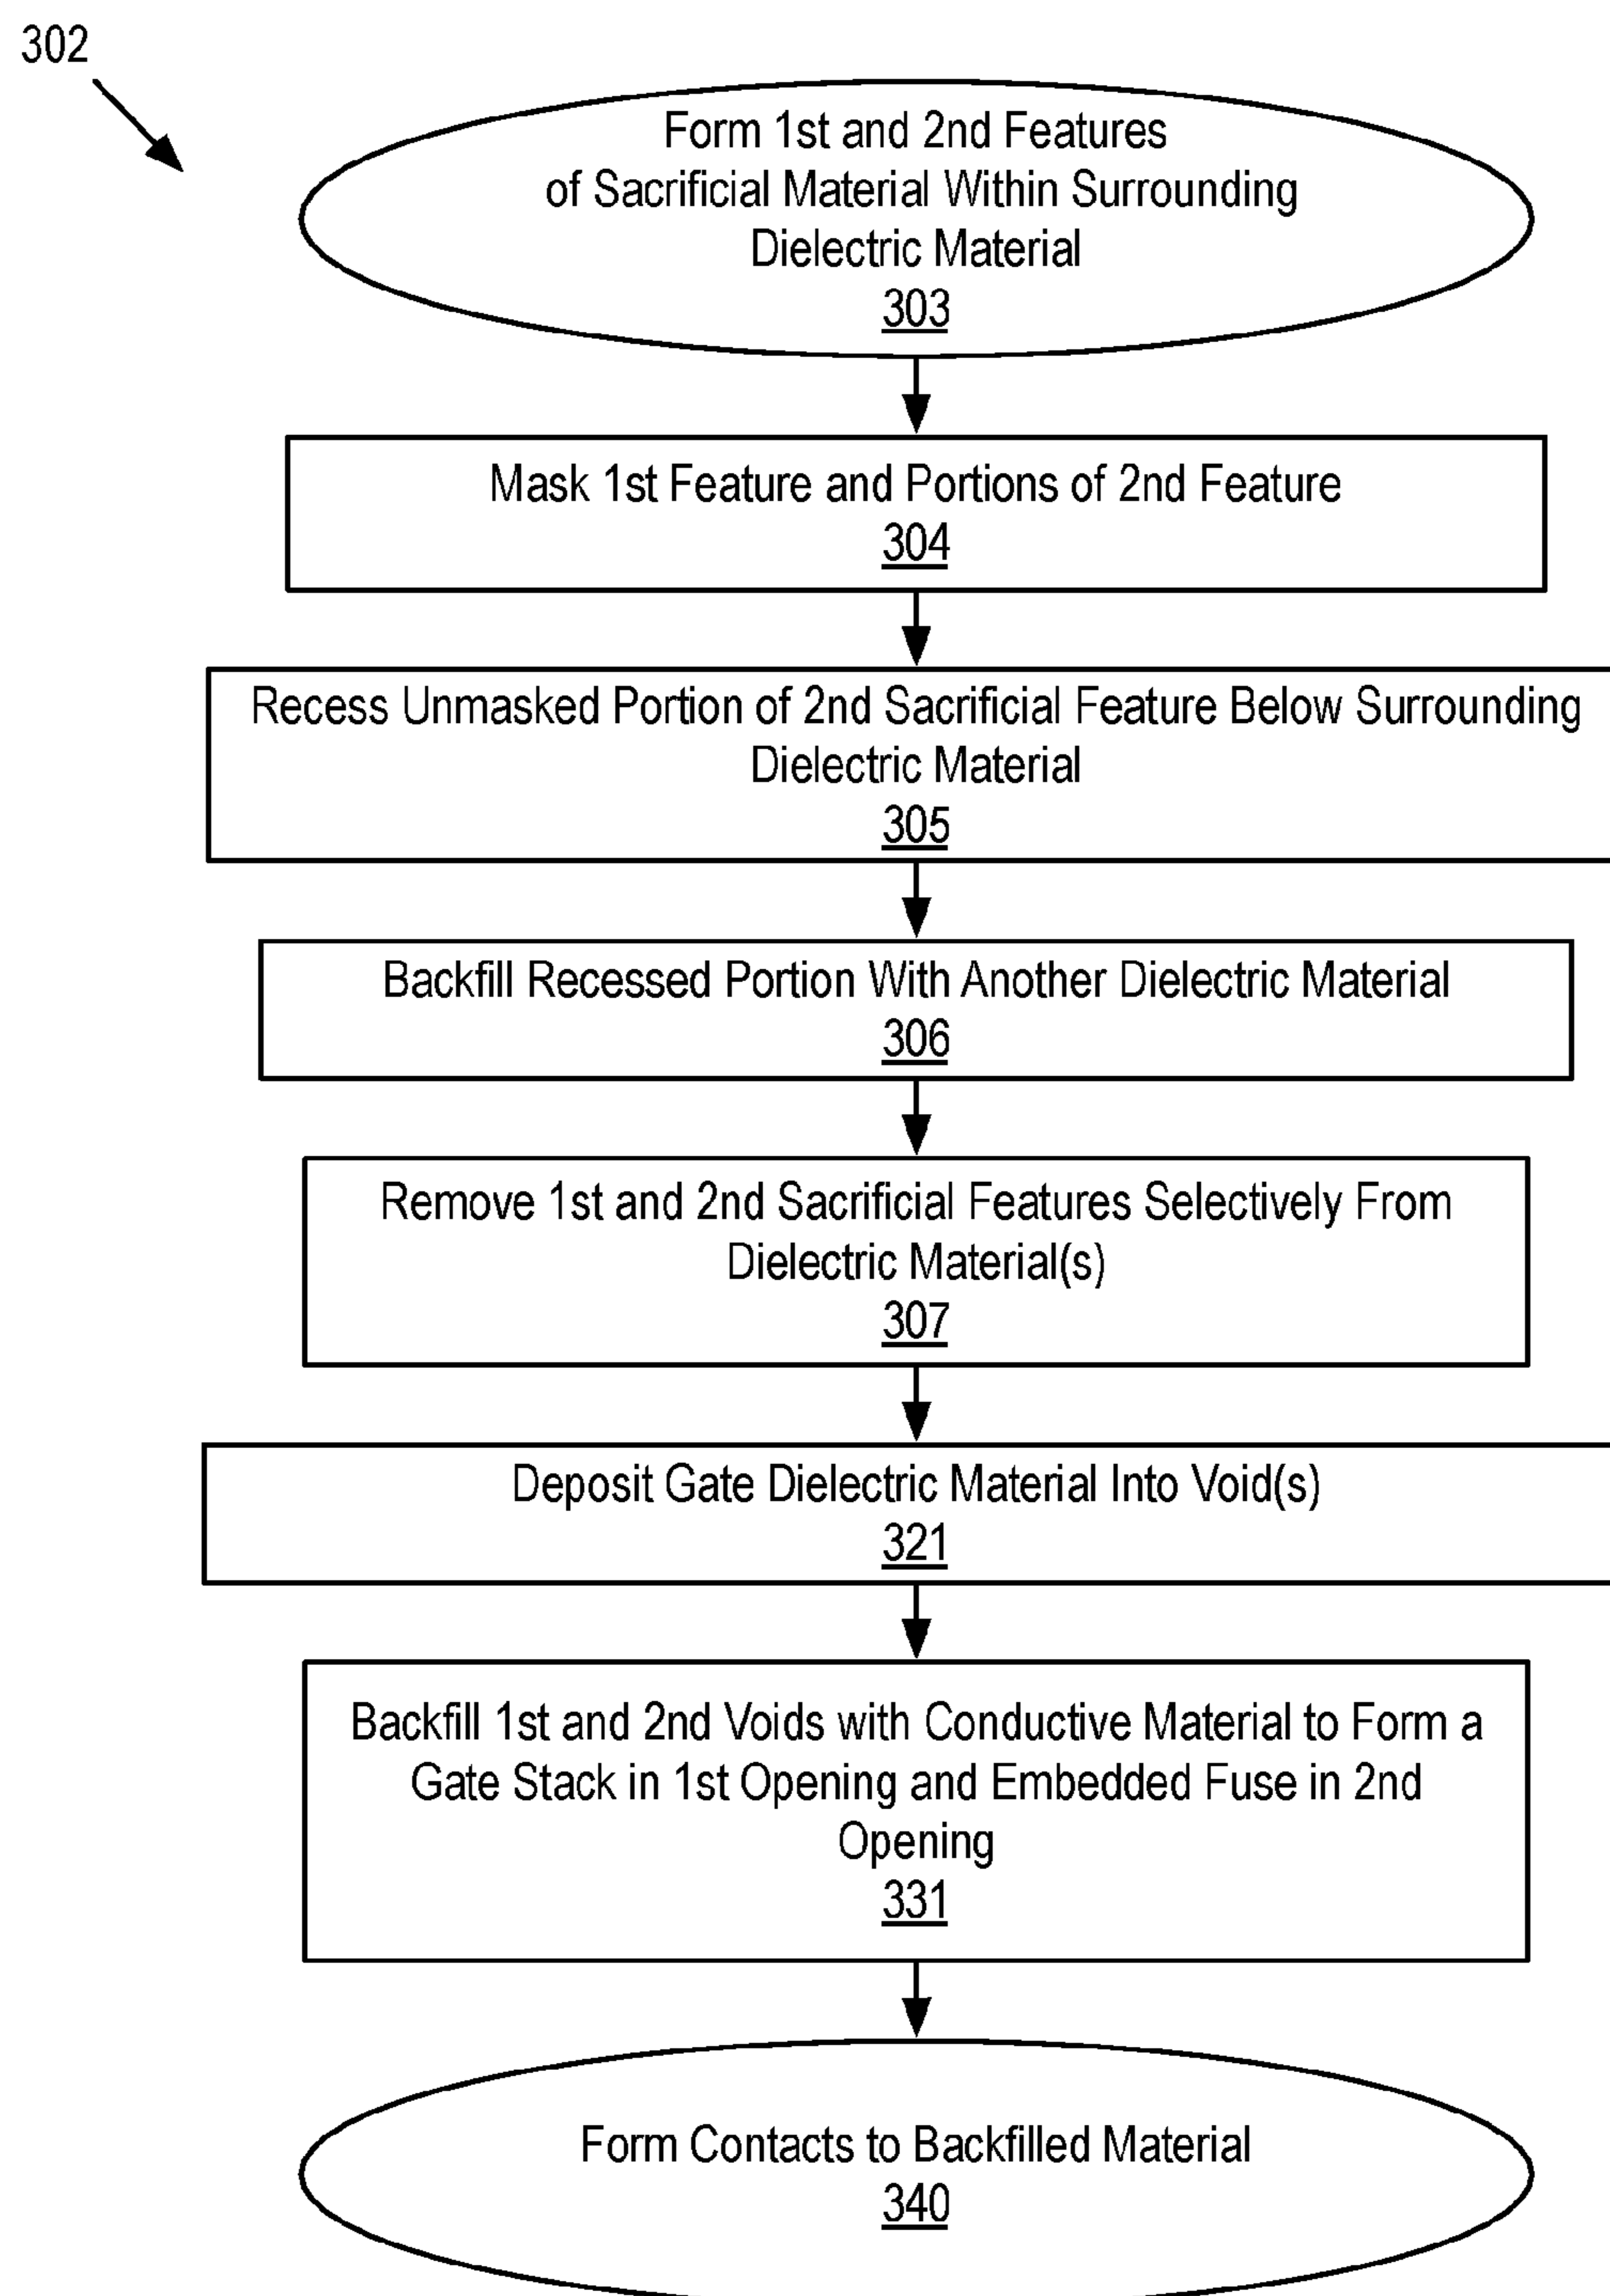 302
Form 1st and 2nd Features
of Sacrificial Material Within Surrounding
Dielectric Material
303
Mask 1st Feature and Portions of 2nd Feature
304
Recess Unmasked Portion of 2nd Sacrificial Feature Below Surrounding
Dielectric Material
305
Backfill Recessed Portion With Another Dielectric Material
306
Remove 1st and 2nd Sacrificial Features Selectively From
Dielectric Material(s)
307
Deposit Gate Dielectric Material Into Void(s)
321
Backfill 1st and 2nd Voids with Conductive Material to Form a
Gate Stack in 1st Opening and Embedded Fuse in 2nd
Opening
331
Form Contacts to Backfilled Material
340